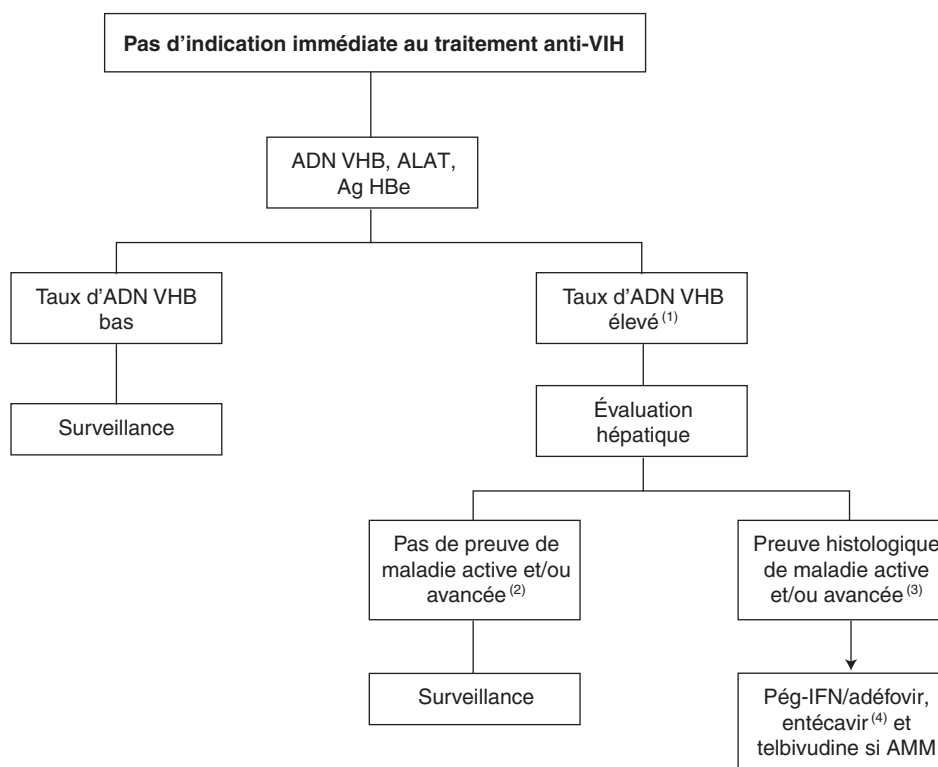 Pas d’indication immédiate au traitement anti-VIH
ADN VHB, ALAT,
Ag HBe
Taux d’ADN VHB
bas
Taux d’ADN VHB
élevé (1)
Surveillance
Évaluation
hépatique
Pas de preuve de
maladie active et/ou
avancée (2)
Preuve histologique
de maladie active
et/ou avancée (3)
Surveillance
Pég-IFN/adéfovir,
entécavir (4) et
telbivudine si AMM